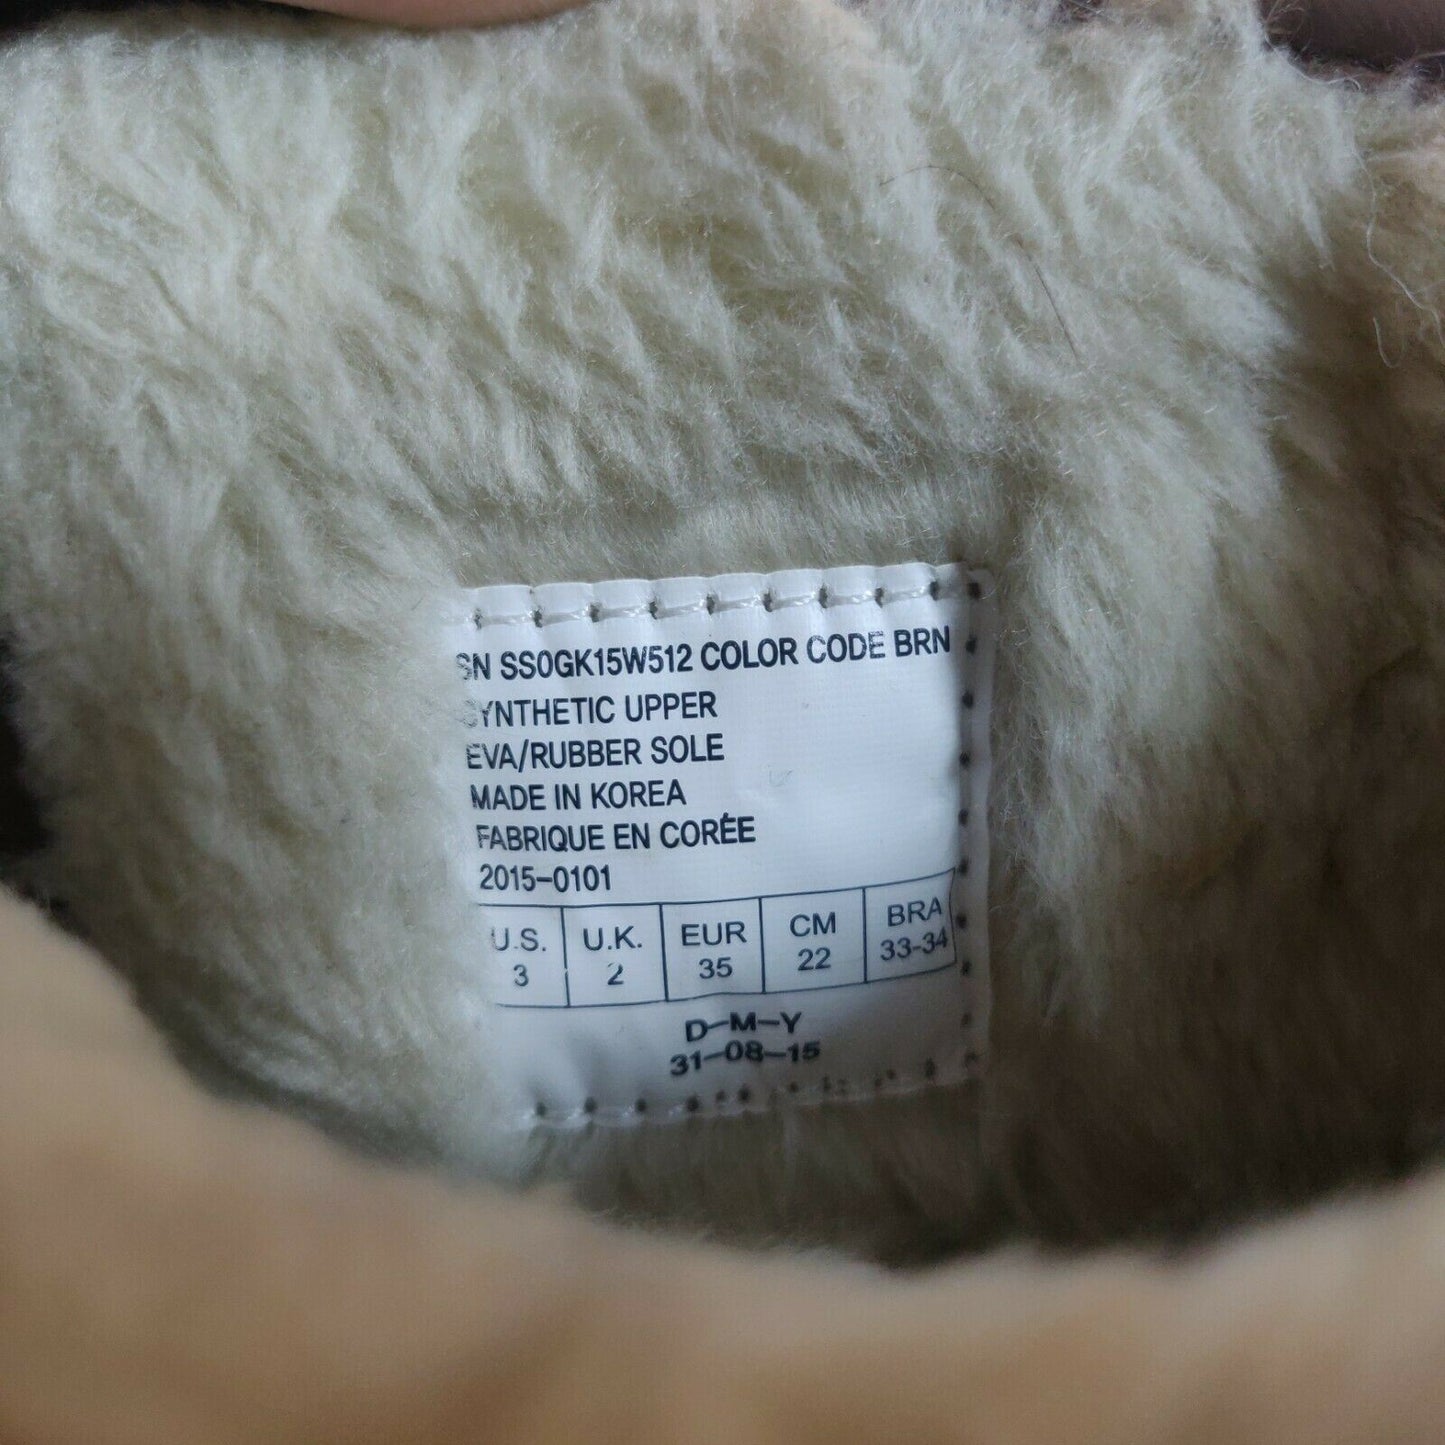 SN SS0GK15W512 COLOR CODE BRN
SYNTHETIC UPPER
EVA/RUBBER SOLE
MADE IN KOREA
FABRIQUE EN CORÉE
2015-0101
U.S. U.K. EUR CM BRA
3 2 35 22 33-34
D-M-Y
31-08-15